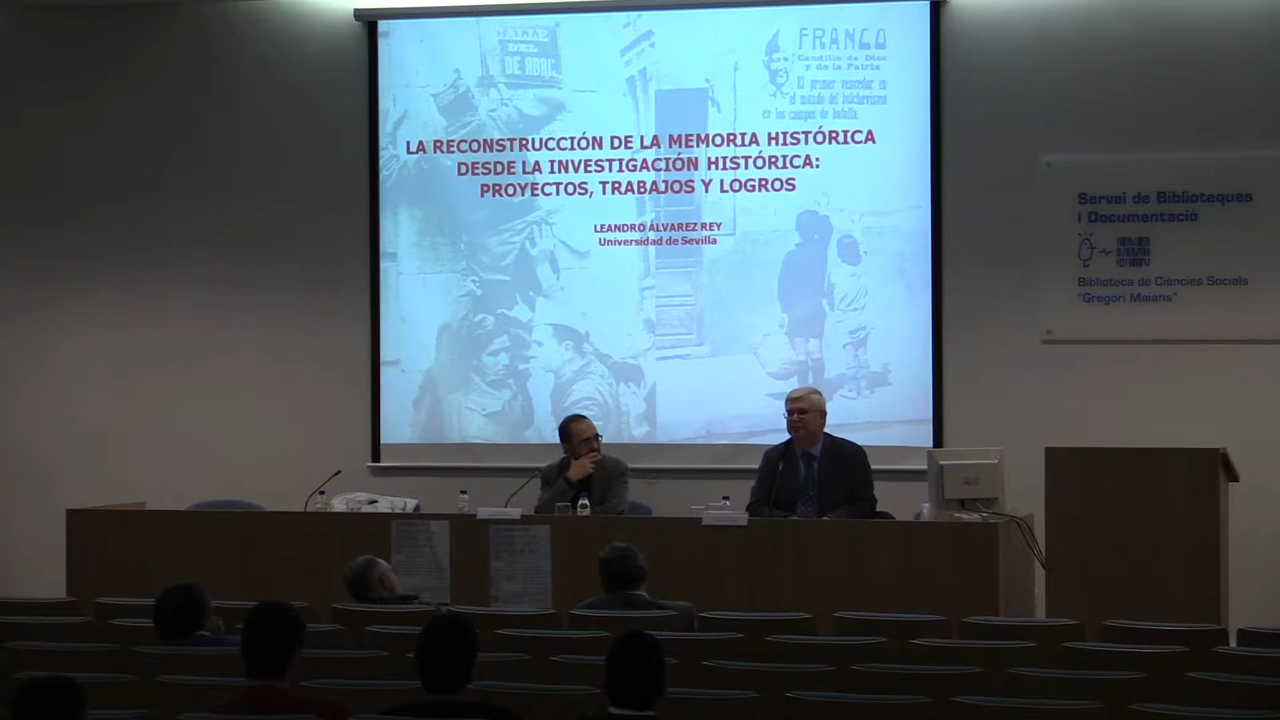 DEL
DE ABRIL
FRANCO
Caudillo de Dios
y de la Patria
El primer vencedor en
el mundo del bolchevismo
en los campos de batalla.
LA RECONSTRUCCIÓN DE LA MEMORIA HISTÓRICA
DESDE LA INVESTIGACIÓN HISTÓRICA:
PROYECTOS, TRABAJOS Y LOGROS
LEANDRO ÁLVAREZ REY
Universidad de Sevilla
Servei de Biblioteques
i Documentació
Biblioteca de Ciències Socials
"Gregori Maians"